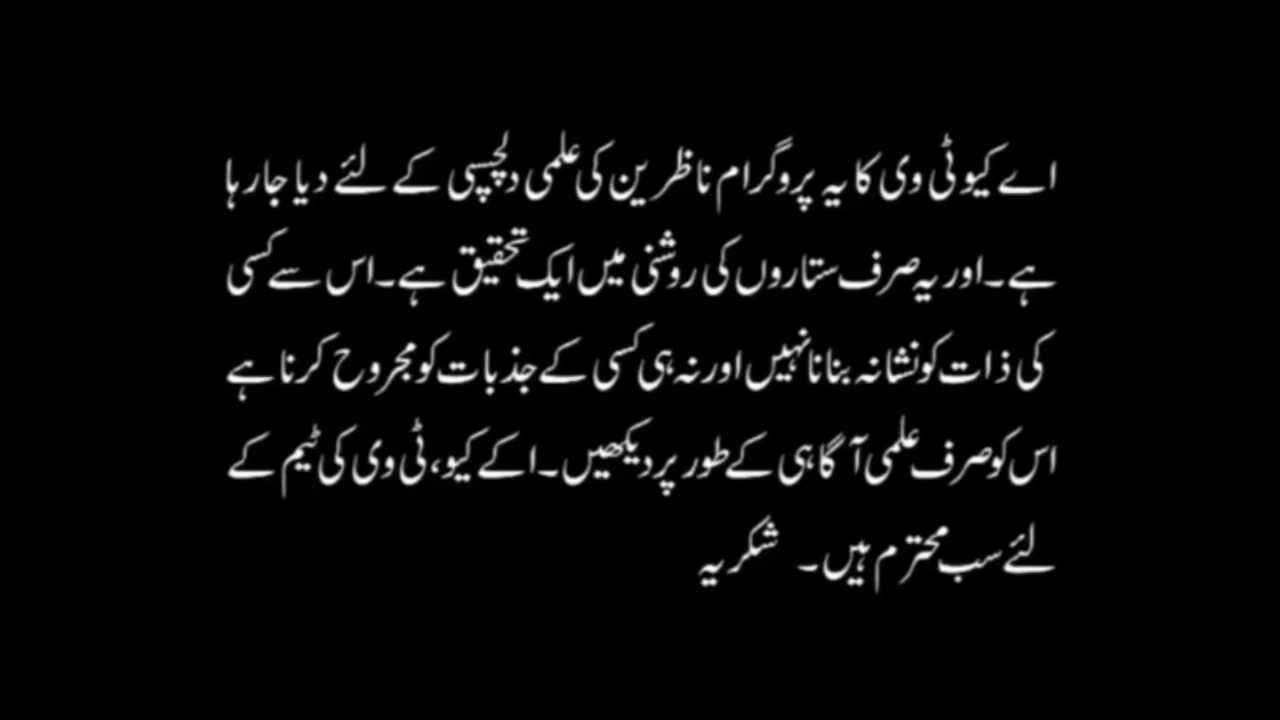 اے کیو ٹی وی کا یہ پروگرام ناظرین کی علمی دلچسپی کے لئے دیا جارہا
ہے۔ اور یہ صرف ستاروں کی روشنی میں ایک تحقیق ہے۔ اس سے کسی
کی ذات کو نشانہ بنانا نہیں اور نہ ہی کسی کے جذبات کو مجروح کرنا ہے
اس کو صرف علمی آگاہی کے طور پر دیکھیں۔ اکے کیو، ٹی وی کی ٹیم کے
لئے سب محترم ہیں۔ شکریہ